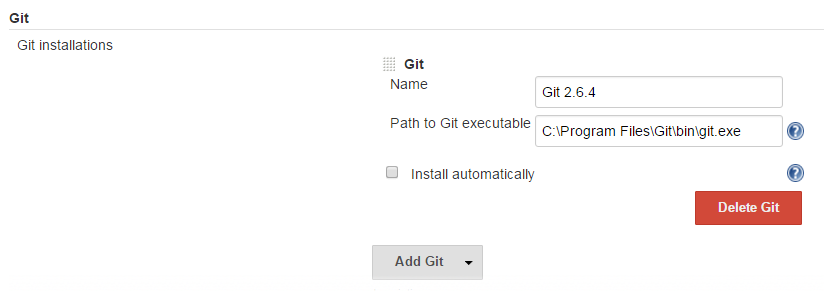 Git
Git installations
Git
Name
Git 2.6.4
Path to Git executable
C:\Program Files\Git\bin\git.exe
?
Install automatically
?
Delete Git
Add Git